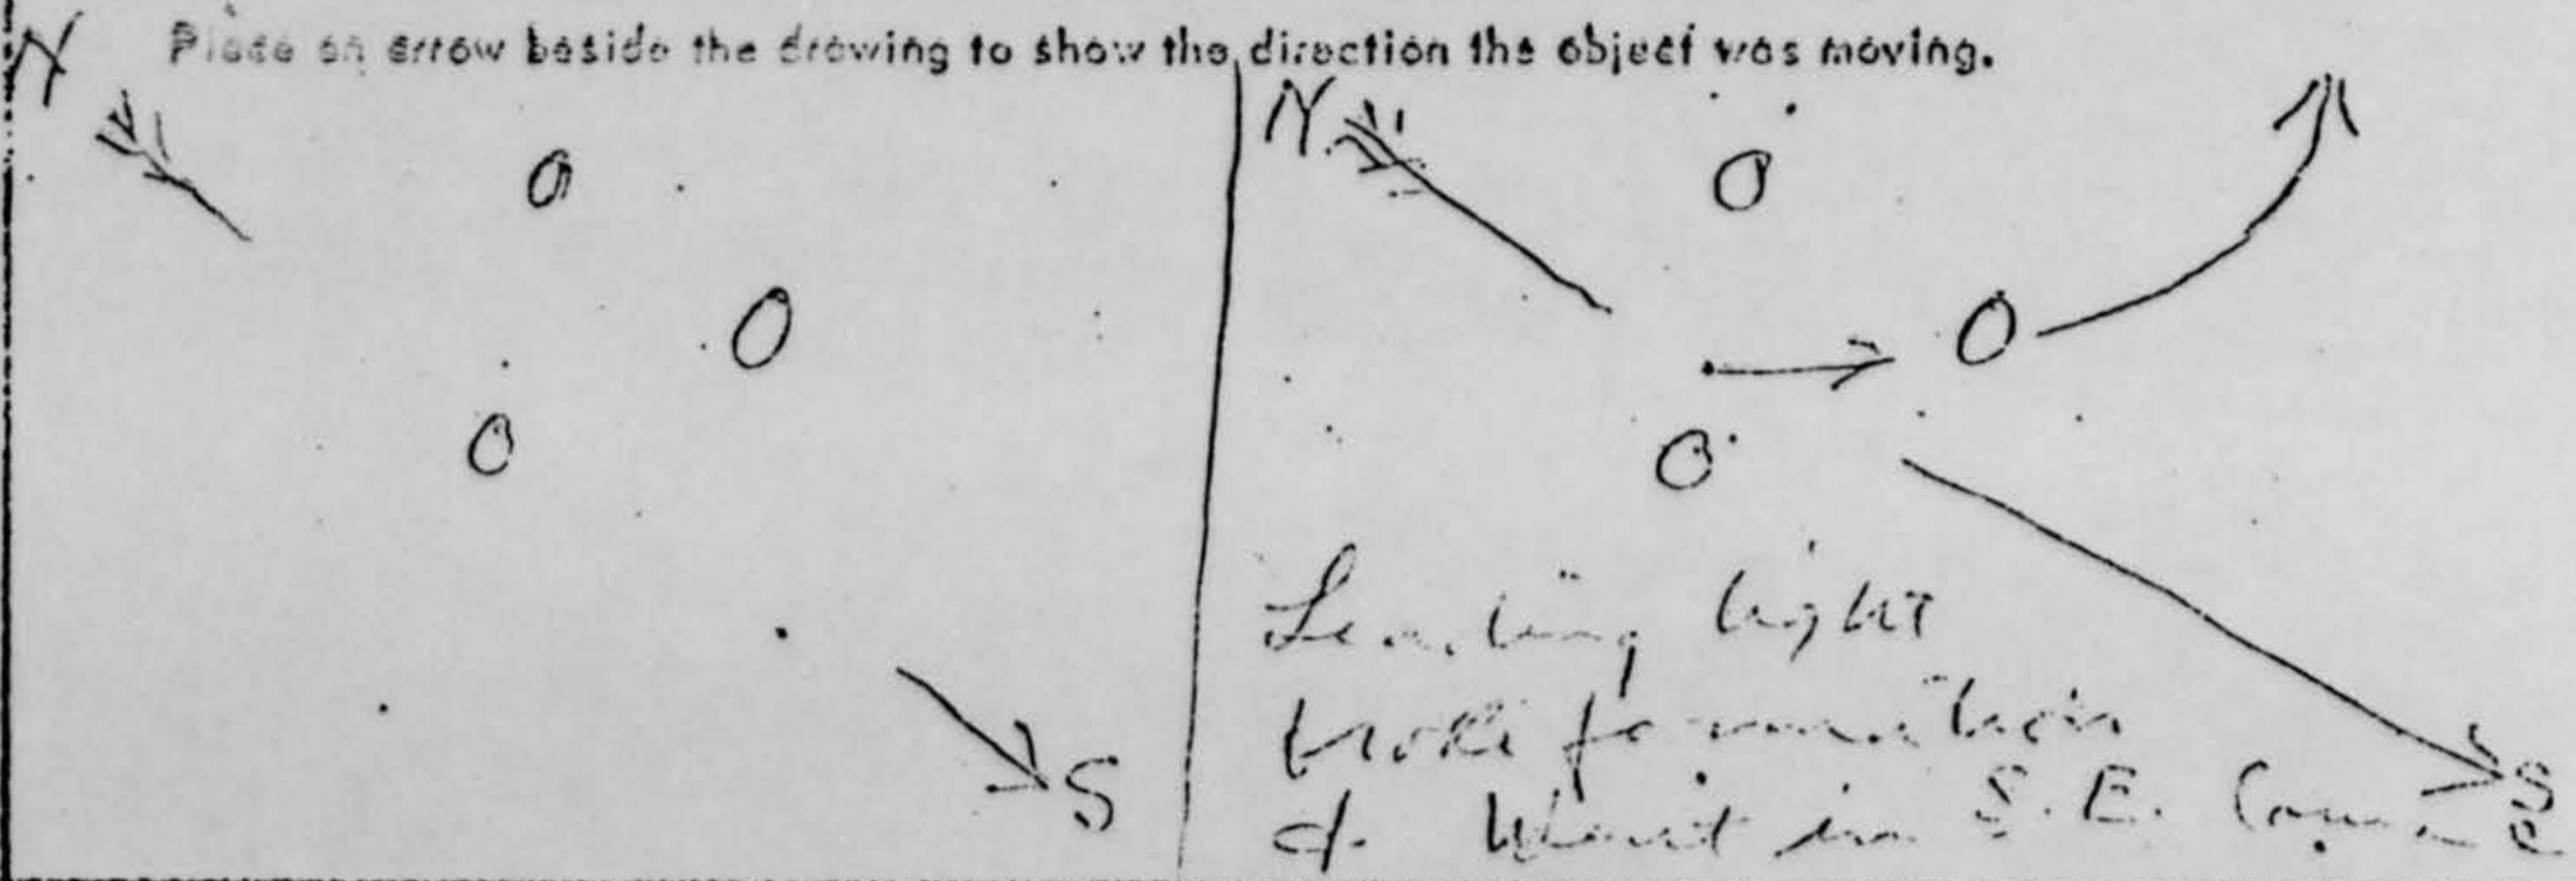 Place an arrow beside the drawing to show the direction the object was moving.
N
S
N
S
Leading light
broke formation
& Went in S.E. Course